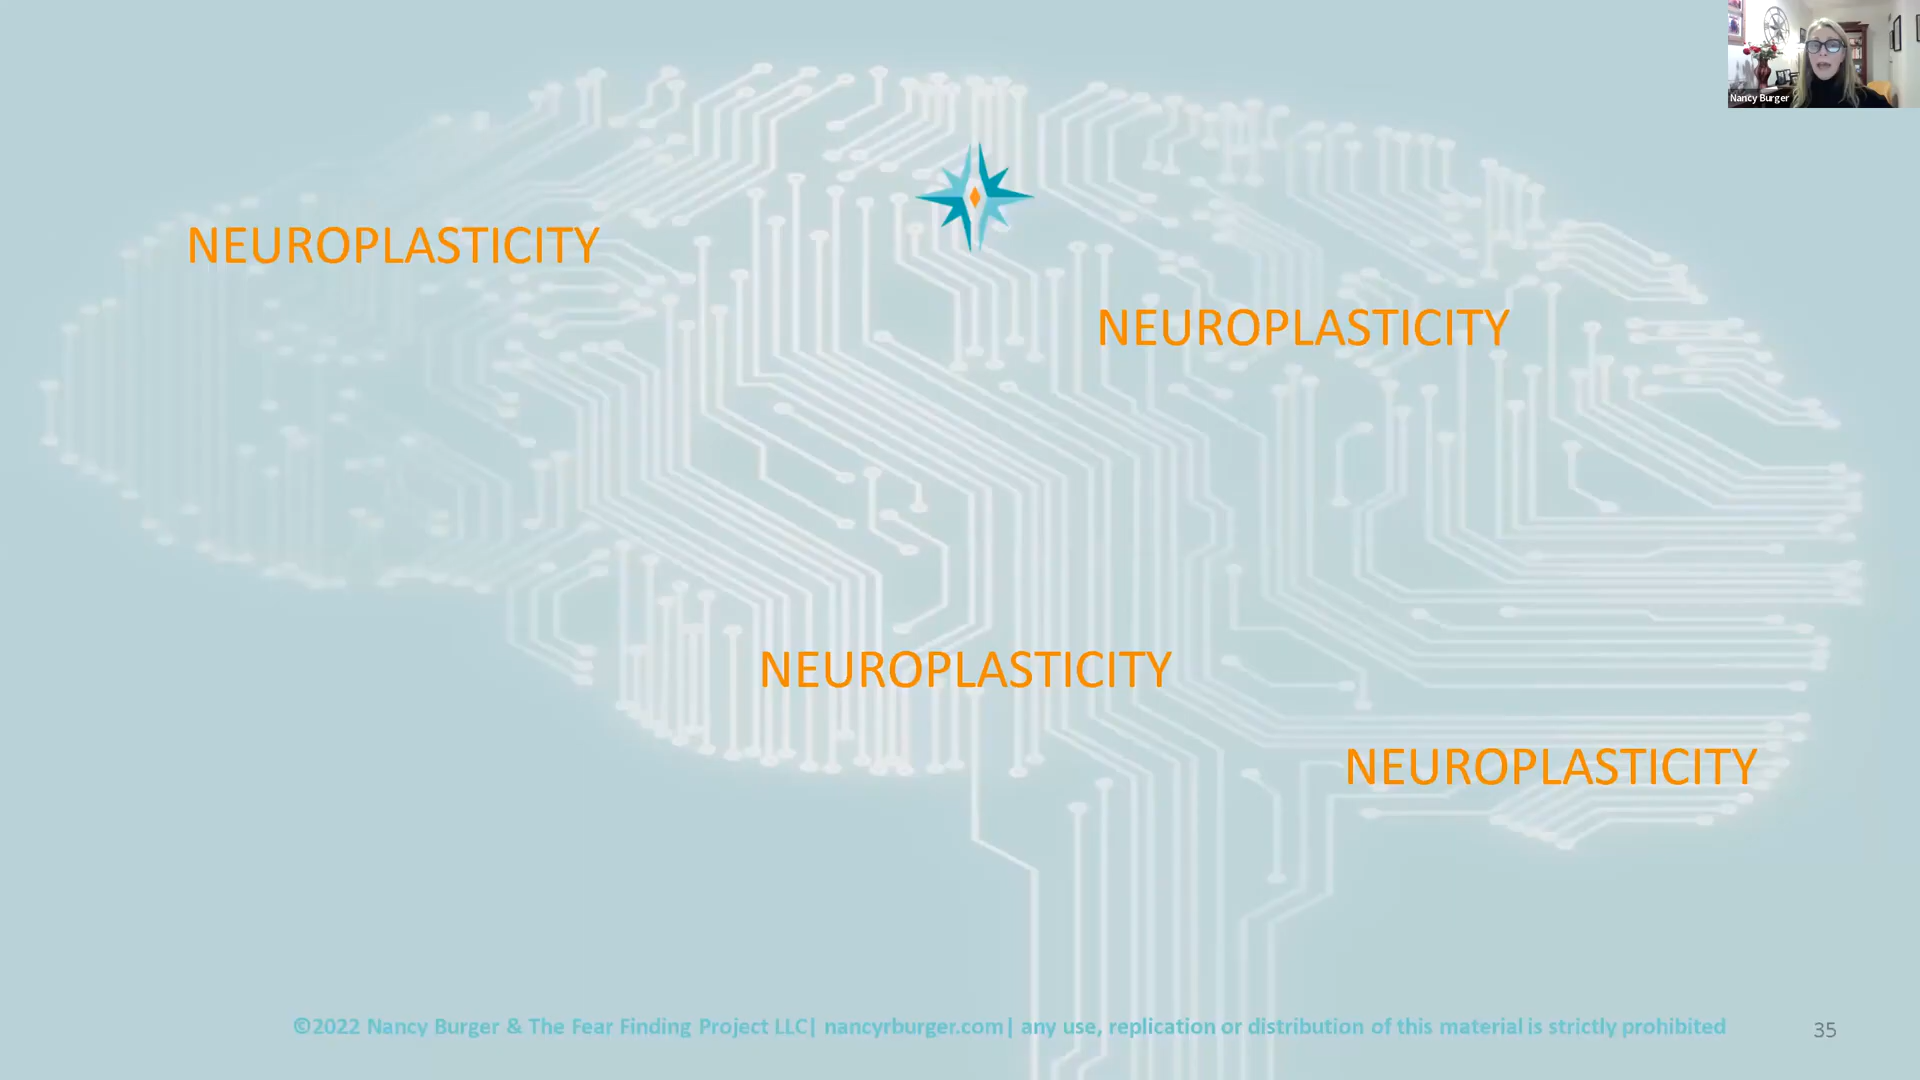 Nancy Burger
NEUROPLASTICITY
NEUROPLASTICITY
NEUROPLASTICITY
NEUROPLASTICITY
©2022 Nancy Burger & The Fear Finding Project LLC| nancyrburger.com| any use, replication or distribution of this material is strictly prohibited
35